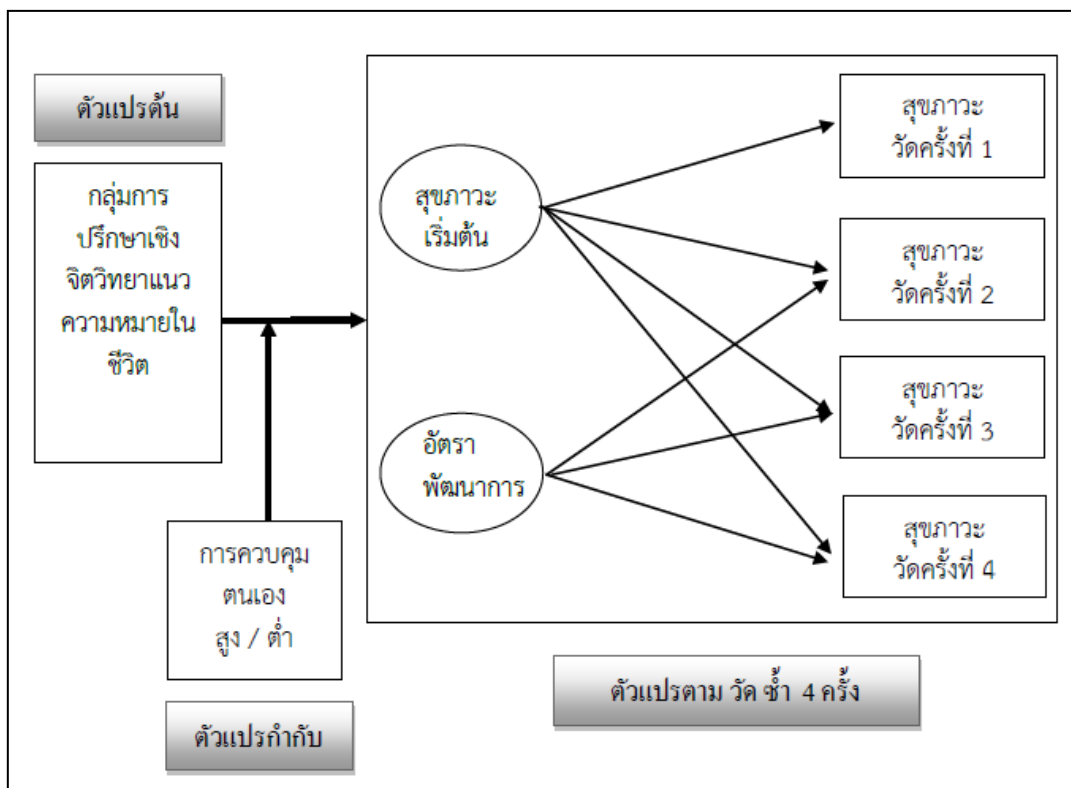 ตัวแปรต้น
กลุ่มการ
ปรึกษาเชิง
จิตวิทยาแนว
ความหมายใน
ชีวิต
การควบคุม
ตนเอง
สูง / ต่ำ
ตัวแปรกำกับ
สุขภาวะ
เริ่มต้น
อัตรา
พัฒนาการ
สุขภาวะ
วัดครั้งที่ 1
สุขภาวะ
วัดครั้งที่ 2
สุขภาวะ
วัดครั้งที่ 3
สุขภาวะ
วัดครั้งที่ 4
ตัวแปรตาม วัด ซ้ำ 4 ครั้ง